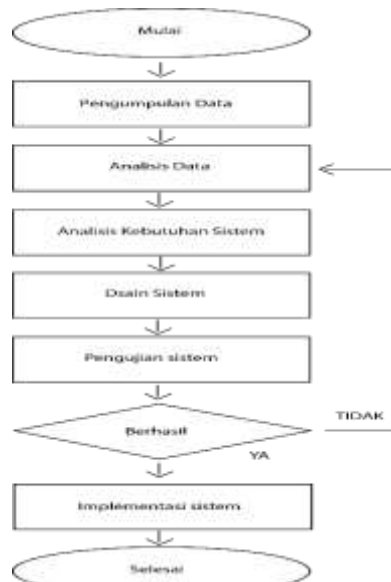 Mulai
Pengumpulan Data
Analisis Data
Analisis Kebutuhan Sistem
Dsain Sistem
Pengujian sistem
Berhasil
TIDAK
YA
Implementasi sistem
Selesai